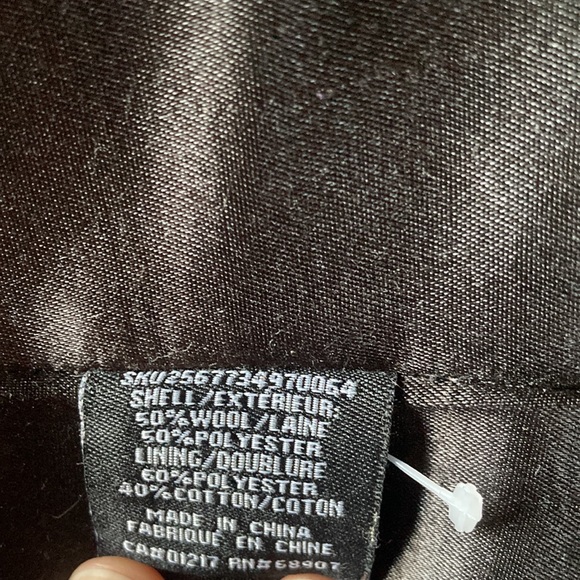 SKU2567734970064
SHELL/EXTÉRIEUR:
50%WOOL/LAINE
50%POLYESTER
LINING/DOUBLURE
60%POLYESTER
40%COTTON/COTON
MADE IN CHINA
FABRIQUE EN CHINE
CA#01217 RN#68907